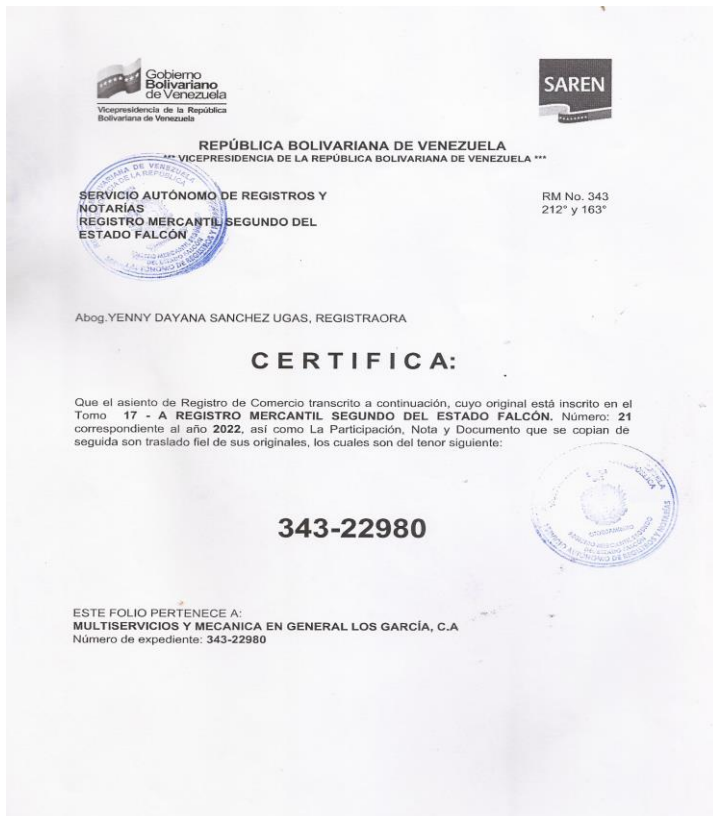 Gobierno
Bolivariano
de Venezuela
Vicepresidencia de la República
Bolivariana de Venezuela
SAREN
REPÚBLICA BOLIVARIANA DE VENEZUELA
*** VICEPRESIDENCIA DE LA REPÚBLICA BOLIVARIANA DE VENEZUELA ***
SERVICIO AUTÓNOMO DE REGISTROS Y
NOTARÍAS
REGISTRO MERCANTIL SEGUNDO DEL
ESTADO FALCÓN
RM No. 343
212° y 163°
Abog.YENNY DAYANA SANCHEZ UGAS, REGISTRAORA
C E R T I F I C A:
Que el asiento de Registro de Comercio transcrito a continuación, cuyo original está inscrito en el
Tomo 17 - A REGISTRO MERCANTIL SEGUNDO DEL ESTADO FALCÓN. Número: 21
correspondiente al año 2022, así como La Participación, Nota y Documento que se copian de
seguida son traslado fiel de sus originales, los cuales son del tenor siguiente:
343-22980
ESTE FOLIO PERTENECE A:
MULTISERVICIOS Y MECANICA EN GENERAL LOS GARCÍA, C.A
Número de expediente: 343-22980